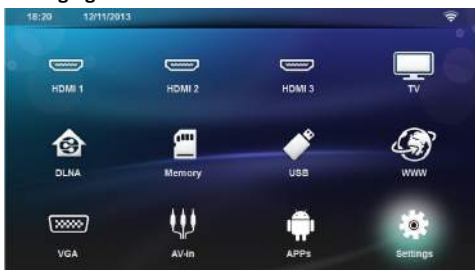 18:20 12/11/2013
HDMI 1 HDMI 2 HDMI 3 TV
DLNA Memory USB WWW
VGA AV-in APPs Settings